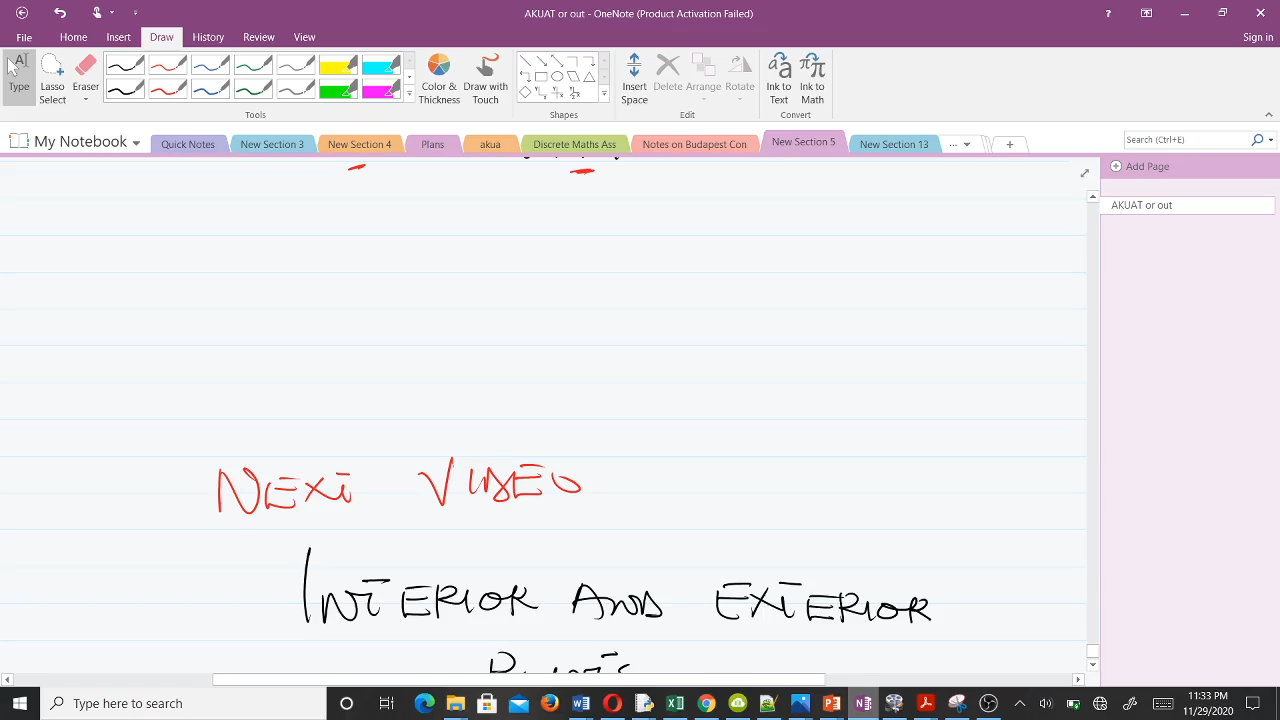 AKUAT or out - OneNote (Product Activation Failed)
File Home Insert Draw History Review View Sign in
Type Lasso Select Eraser Color & Thickness Draw with Touch Insert Space Delete Arrange Rotate Ink to Text Ink to Math
Tools Shapes Edit Convert
My Notebook Quick Notes New Section 3 New Section 4 Plans akua Discrete Maths Ass Notes on Budapest Con New Section 5 New Section 13 ... Search (Ctrl+E)
Add Page
AKUAT or out
NEXT VIDEO
INTERIOR AND EXTERIOR
Points
Type here to search
11:33 PM
11/29/2020